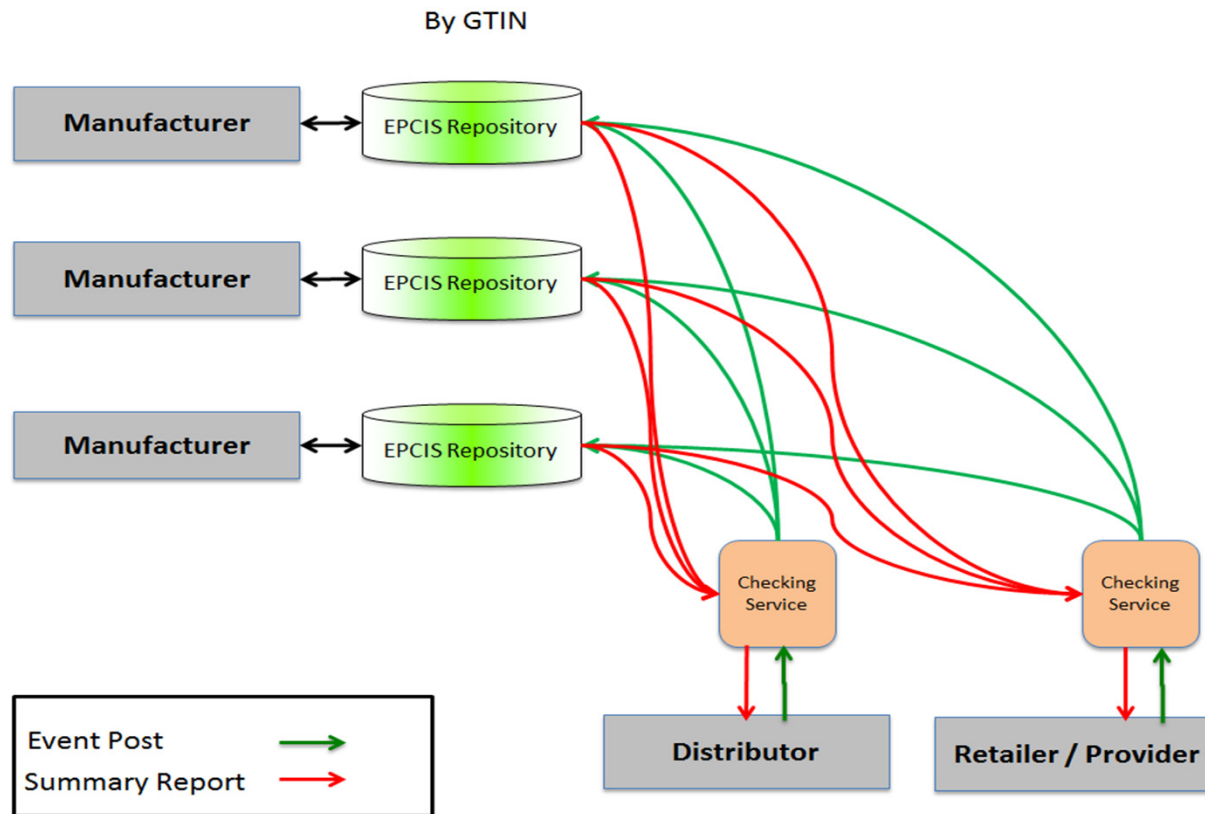 By GTIN
Manufacturer
EPCIS Repository
Manufacturer
EPCIS Repository
Manufacturer
EPCIS Repository
Checking
Service
Checking
Service
Event Post
Summary Report
Distributor
Retailer / Provider